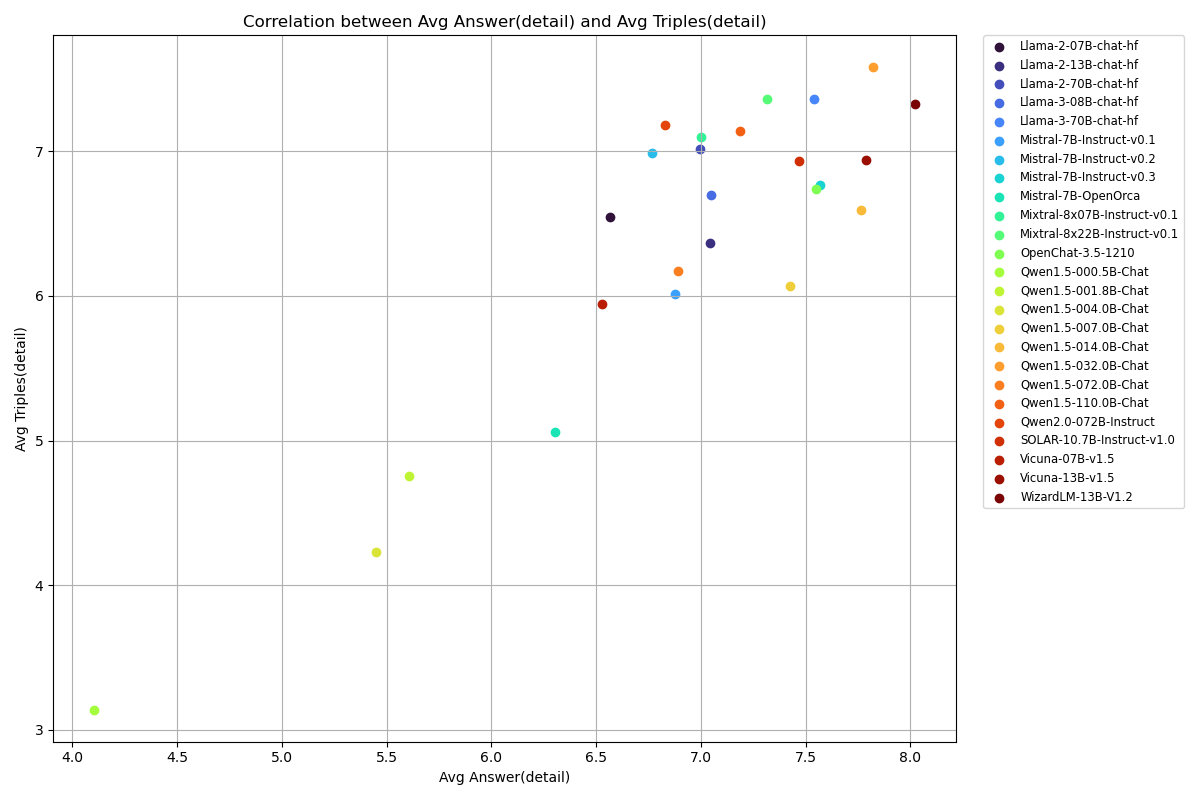 Correlation between Avg Answer(detail) and Avg Triples(detail)
Avg Triples(detail)
7
6
5
4
3
4.0 4.5 5.0 5.5 6.0 6.5 7.0 7.5 8.0
Avg Answer(detail)
Llama-2-07B-chat-hf
Llama-2-13B-chat-hf
Llama-2-70B-chat-hf
Llama-3-08B-chat-hf
Llama-3-70B-chat-hf
Mistral-7B-Instruct-v0.1
Mistral-7B-Instruct-v0.2
Mistral-7B-Instruct-v0.3
Mistral-7B-OpenOrca
Mixtral-8x07B-Instruct-v0.1
Mixtral-8x22B-Instruct-v0.1
OpenChat-3.5-1210
Qwen1.5-000.5B-Chat
Qwen1.5-001.8B-Chat
Qwen1.5-004.0B-Chat
Qwen1.5-007.0B-Chat
Qwen1.5-014.0B-Chat
Qwen1.5-032.0B-Chat
Qwen1.5-072.0B-Chat
Qwen1.5-110.0B-Chat
Qwen2.0-072B-Instruct
SOLAR-10.7B-Instruct-v1.0
Vicuna-07B-v1.5
Vicuna-13B-v1.5
WizardLM-13B-V1.2